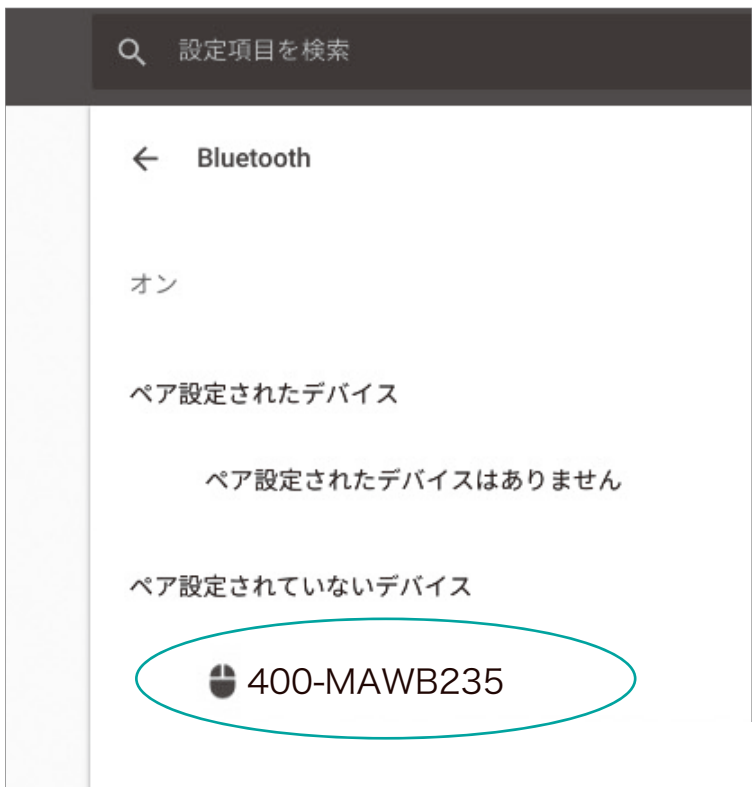 設定項目を検索
Bluetooth
オン
ペア設定されたデバイス
ペア設定されたデバイスはありません
ペア設定されていないデバイス
400-MAWB235